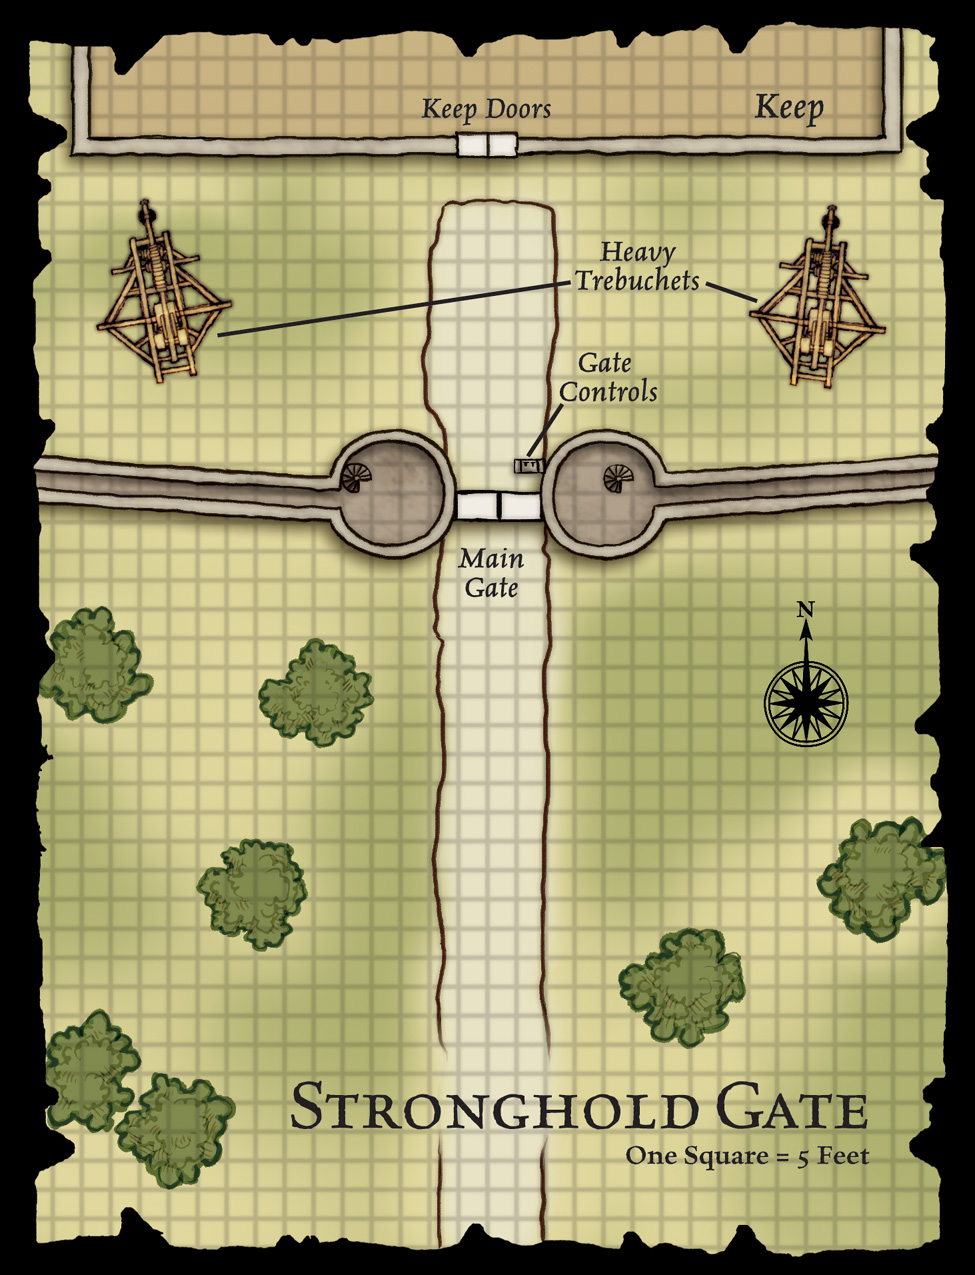 Keep Doors
Keep
Heavy
Trebuchets
Gate
Controls
Main
Gate
N
Stronghold Gate
One Square = 5 Feet